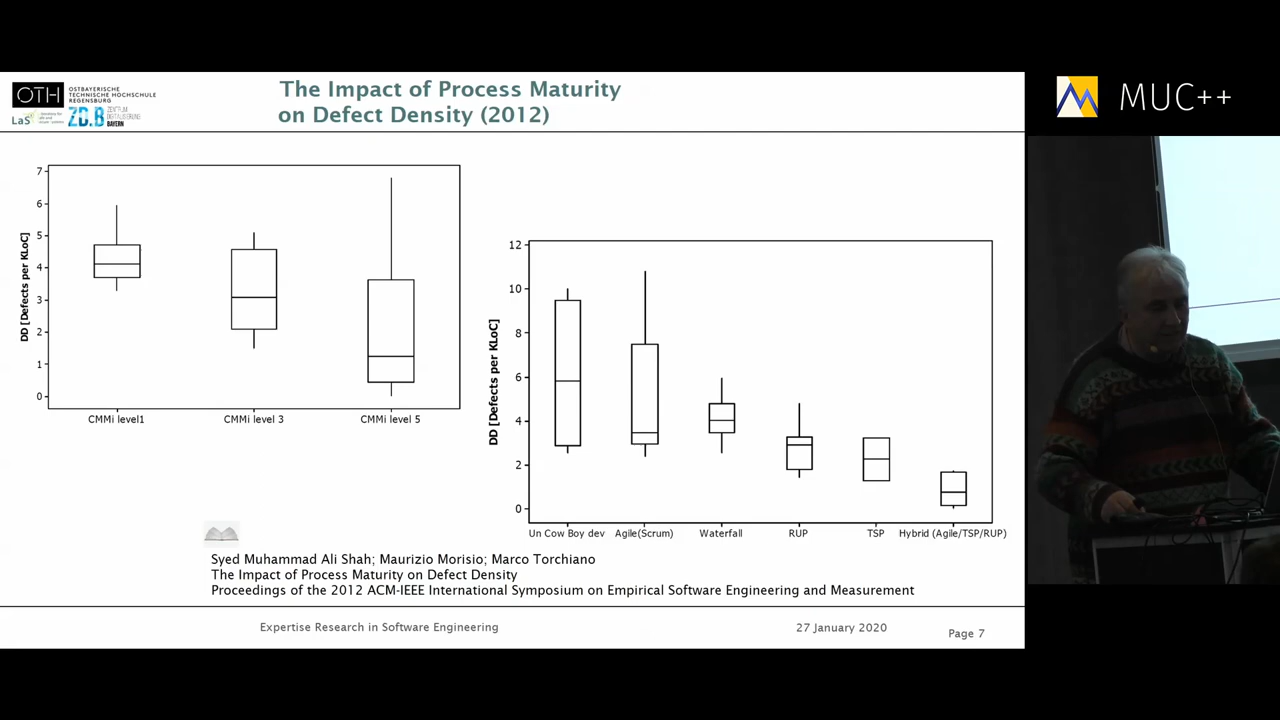 OTH
OSTBAYERISCHE
TECHNISCHE HOCHSCHULE
REGENSBURG
LaS³
ZD.B
ZENTRUM
DIGITALISIERUNG
BAYERN
The Impact of Process Maturity
on Defect Density (2012)
MUC++
DD [Defects per KLoC]
7
6
5
4
3
2
1
0
CMMi level1
CMMi level 3
CMMi level 5
DD [Defects per KLoC]
12
10
8
6
4
2
0
Un Cow Boy dev
Agile(Scrum)
Waterfall
RUP
TSP
Hybrid (Agile/TSP/RUP)
Syed Muhammad Ali Shah; Maurizio Morisio; Marco Torchiano
The Impact of Process Maturity on Defect Density
Proceedings of the 2012 ACM-IEEE International Symposium on Empirical Software Engineering and Measurement
Expertise Research in Software Engineering
27 January 2020
Page 7